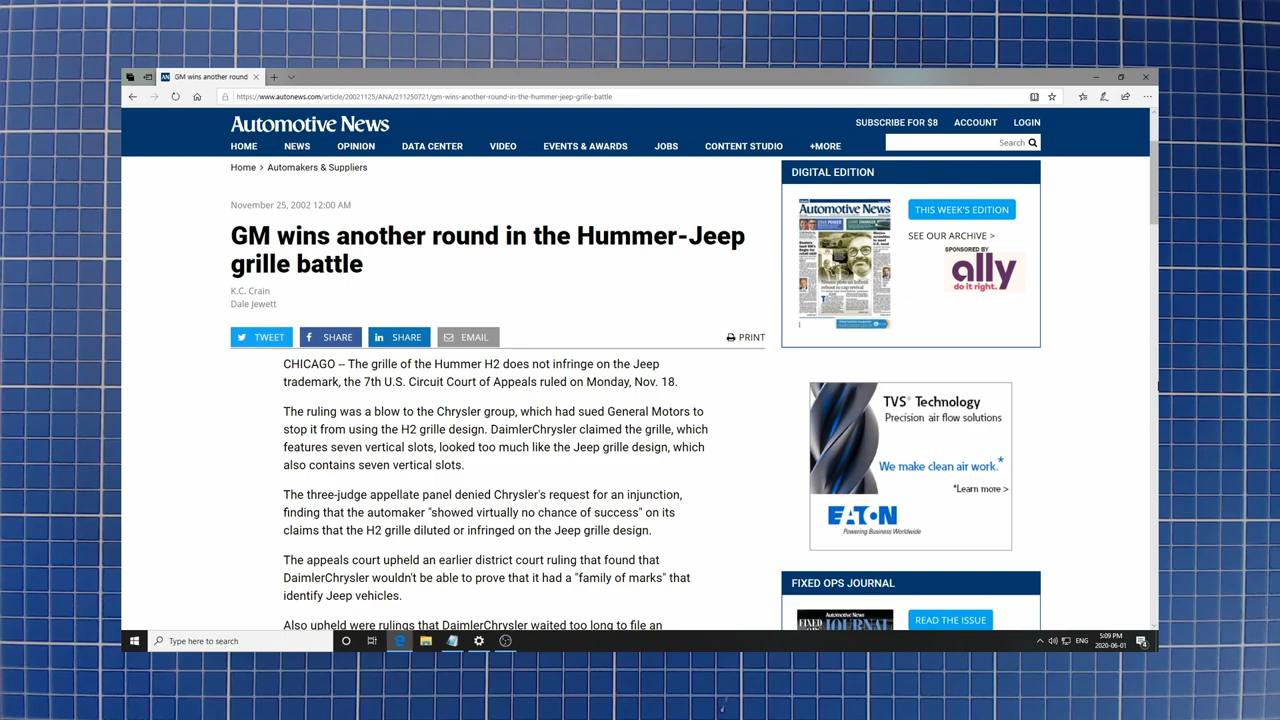 GM wins another round
https://www.autonews.com/article/20021125/ANA/211250721/gm-wins-another-round-in-the-hummer-jeep-grille-battle
Automotive News
SUBSCRIBE FOR $8 ACCOUNT LOGIN
HOME NEWS OPINION DATA CENTER VIDEO EVENTS & AWARDS JOBS CONTENT STUDIO +MORE
Search
Home > Automakers & Suppliers
November 25, 2002 12:00 AM
GM wins another round in the Hummer-Jeep
grille battle
K.C. Crain
Dale Jewett
TWEET SHARE SHARE EMAIL PRINT
CHICAGO -- The grille of the Hummer H2 does not infringe on the Jeep
trademark, the 7th U.S. Circuit Court of Appeals ruled on Monday, Nov. 18.
The ruling was a blow to the Chrysler group, which had sued General Motors to
stop it from using the H2 grille design. DaimlerChrysler claimed the grille, which
features seven vertical slots, looked too much like the Jeep grille design, which
also contains seven vertical slots.
The three-judge appellate panel denied Chrysler's request for an injunction,
finding that the automaker "showed virtually no chance of success" on its
claims that the H2 grille diluted or infringed on the Jeep grille design.
The appeals court upheld an earlier district court ruling that found that
DaimlerChrysler wouldn't be able to prove that it had a "family of marks" that
identify Jeep vehicles.
Also upheld were rulings that DaimlerChrysler waited too long to file an
DIGITAL EDITION
Automotive News
THIS WEEK'S EDITION
SEE OUR ARCHIVE >
SPONSORED BY
ally
do it right.
TVS® Technology
Precision air flow solutions
We make clean air work.*
*Learn more >
EATON
Powering Business Worldwide
FIXED OPS JOURNAL
Automotive News
FIXED OPS JOURNAL
READ THE ISSUE
Type here to search
ENG
5:09 PM
2020-06-01
4